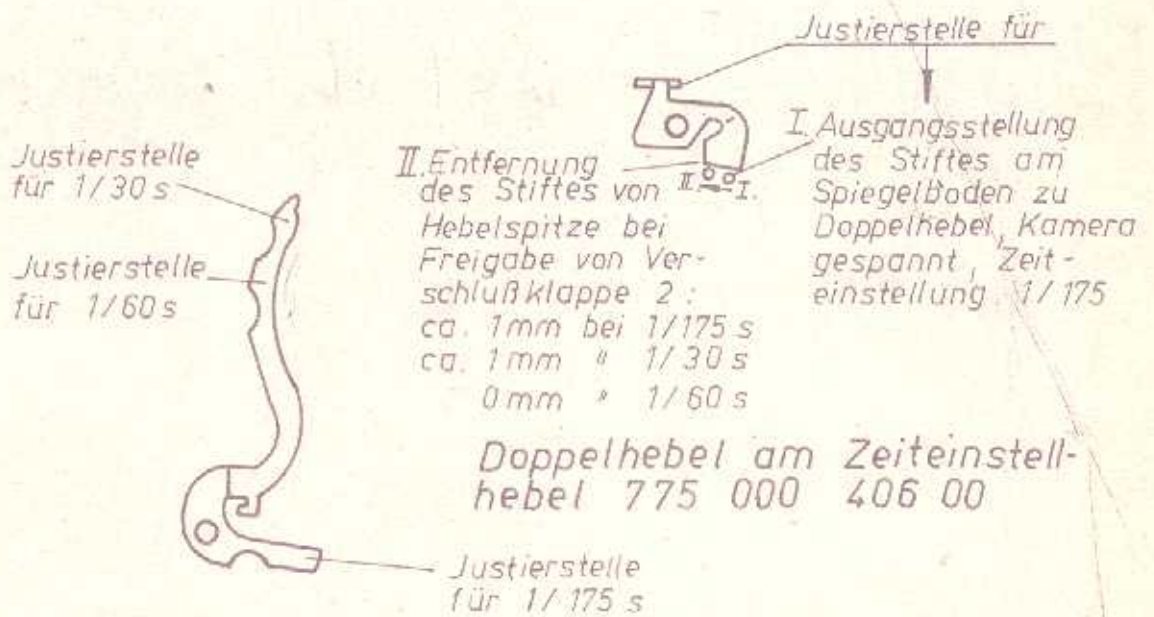 Justierstelle für
I. Ausgangsstellung
des Stiftes am
Spiegelboden zu
Doppelhebel, Kamera
gespannt, Zeit-
einstellung 1/175
II. Entfernung
des Stiftes von
Hebelspitze bei
Freigabe von Ver-
schlußklappe 2:
ca. 1mm bei 1/175 s
ca. 1mm " 1/30 s
0mm " 1/60 s
II. I.
Justierstelle
für 1/30 s
Justierstelle
für 1/60 s
Doppelhebel am Zeiteinstell-
hebel 775 000 406 00
Justierstelle
für 1/175 s